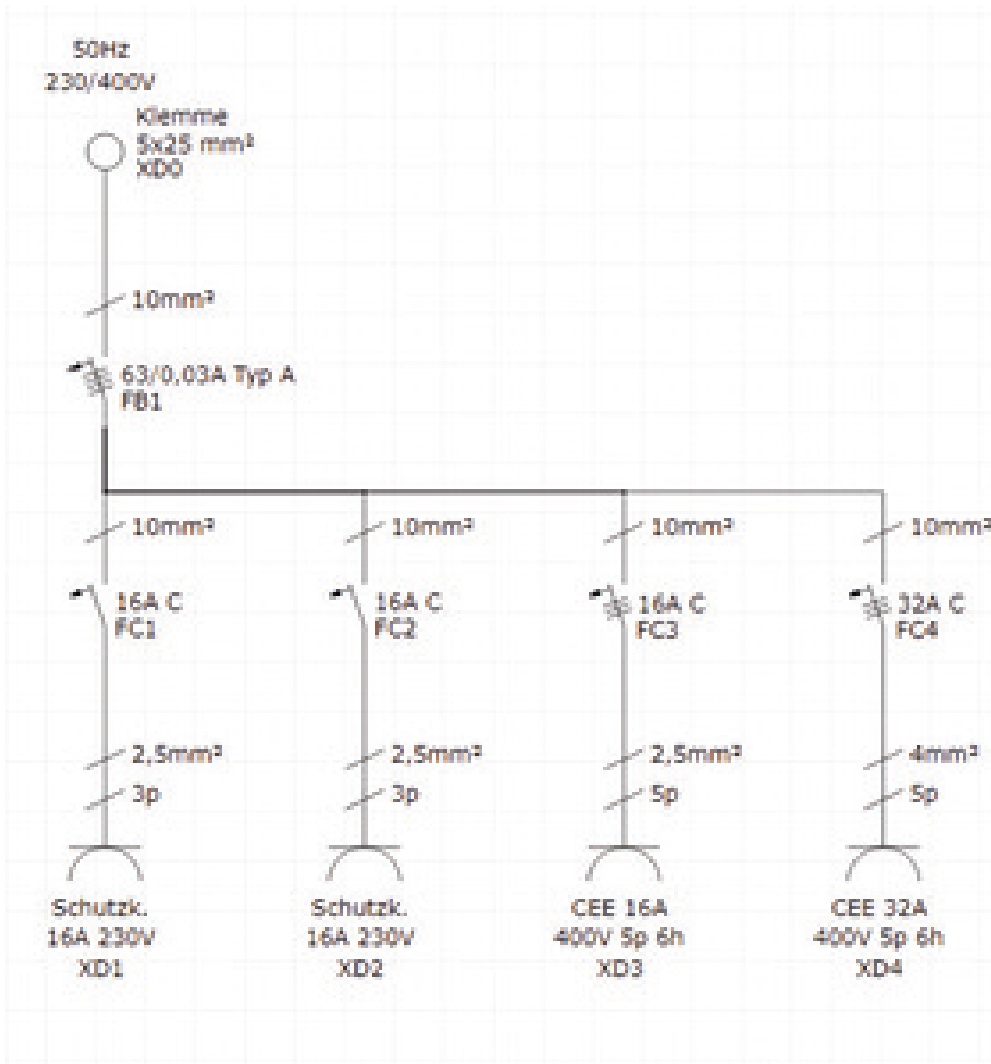 50Hz
230/400V
Klemme
5x25 mm²
XD0
10mm²
63/0,03A Typ A
FB1
10mm²
10mm²
10mm²
10mm²
16A C
FC1
16A C
FC2
16A C
FC3
32A C
FC4
2,5mm²
2,5mm²
2,5mm²
4mm²
3p
3p
5p
5p
Schutzk.
16A 230V
XD1
Schutzk.
16A 230V
XD2
CEE 16A
400V 5p 6h
XD3
CEE 32A
400V 5p 6h
XD4